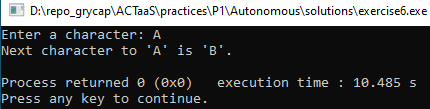 D:\repo_grycap\ACTaaS\practices\P1\Autonomous\solutions\exercise6.exe
Enter a character: A
Next character to 'A' is 'B'.
Process returned 0 (0x0)   execution time : 10.485 s
Press any key to continue.